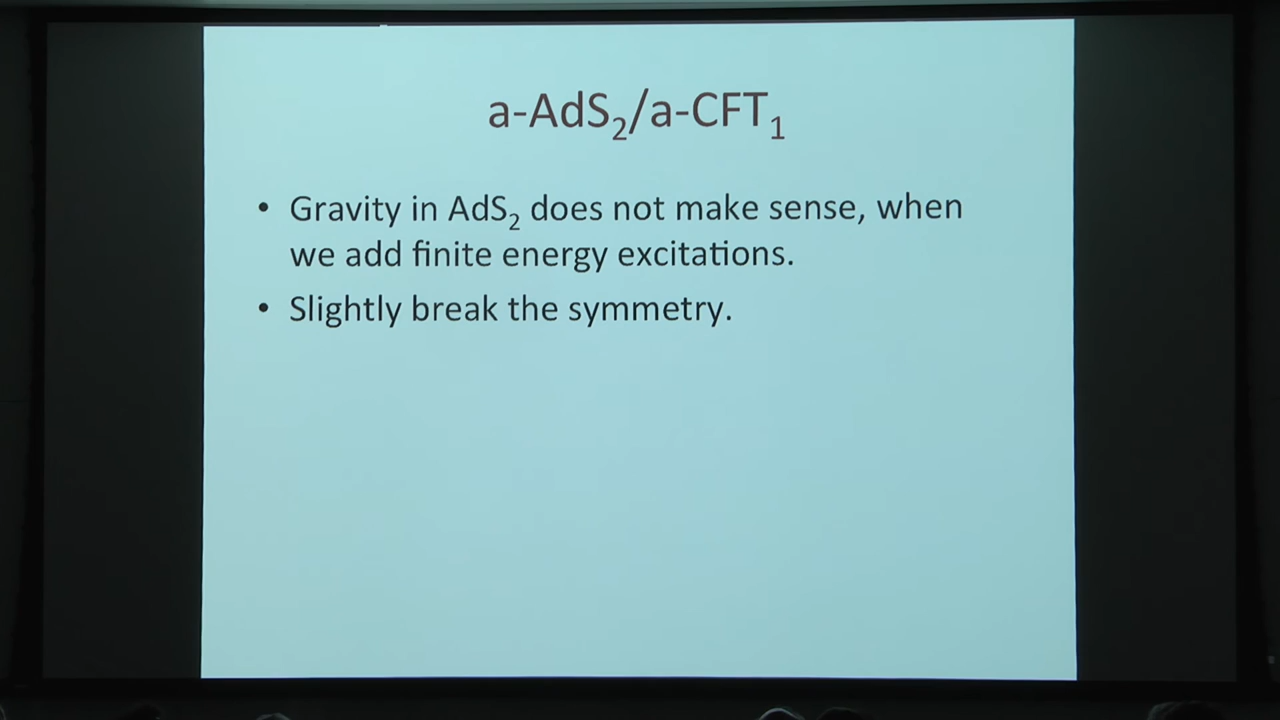 a-AdS₂/a-CFT₁
• Gravity in AdS₂ does not make sense, when
we add finite energy excitations.
• Slightly break the symmetry.